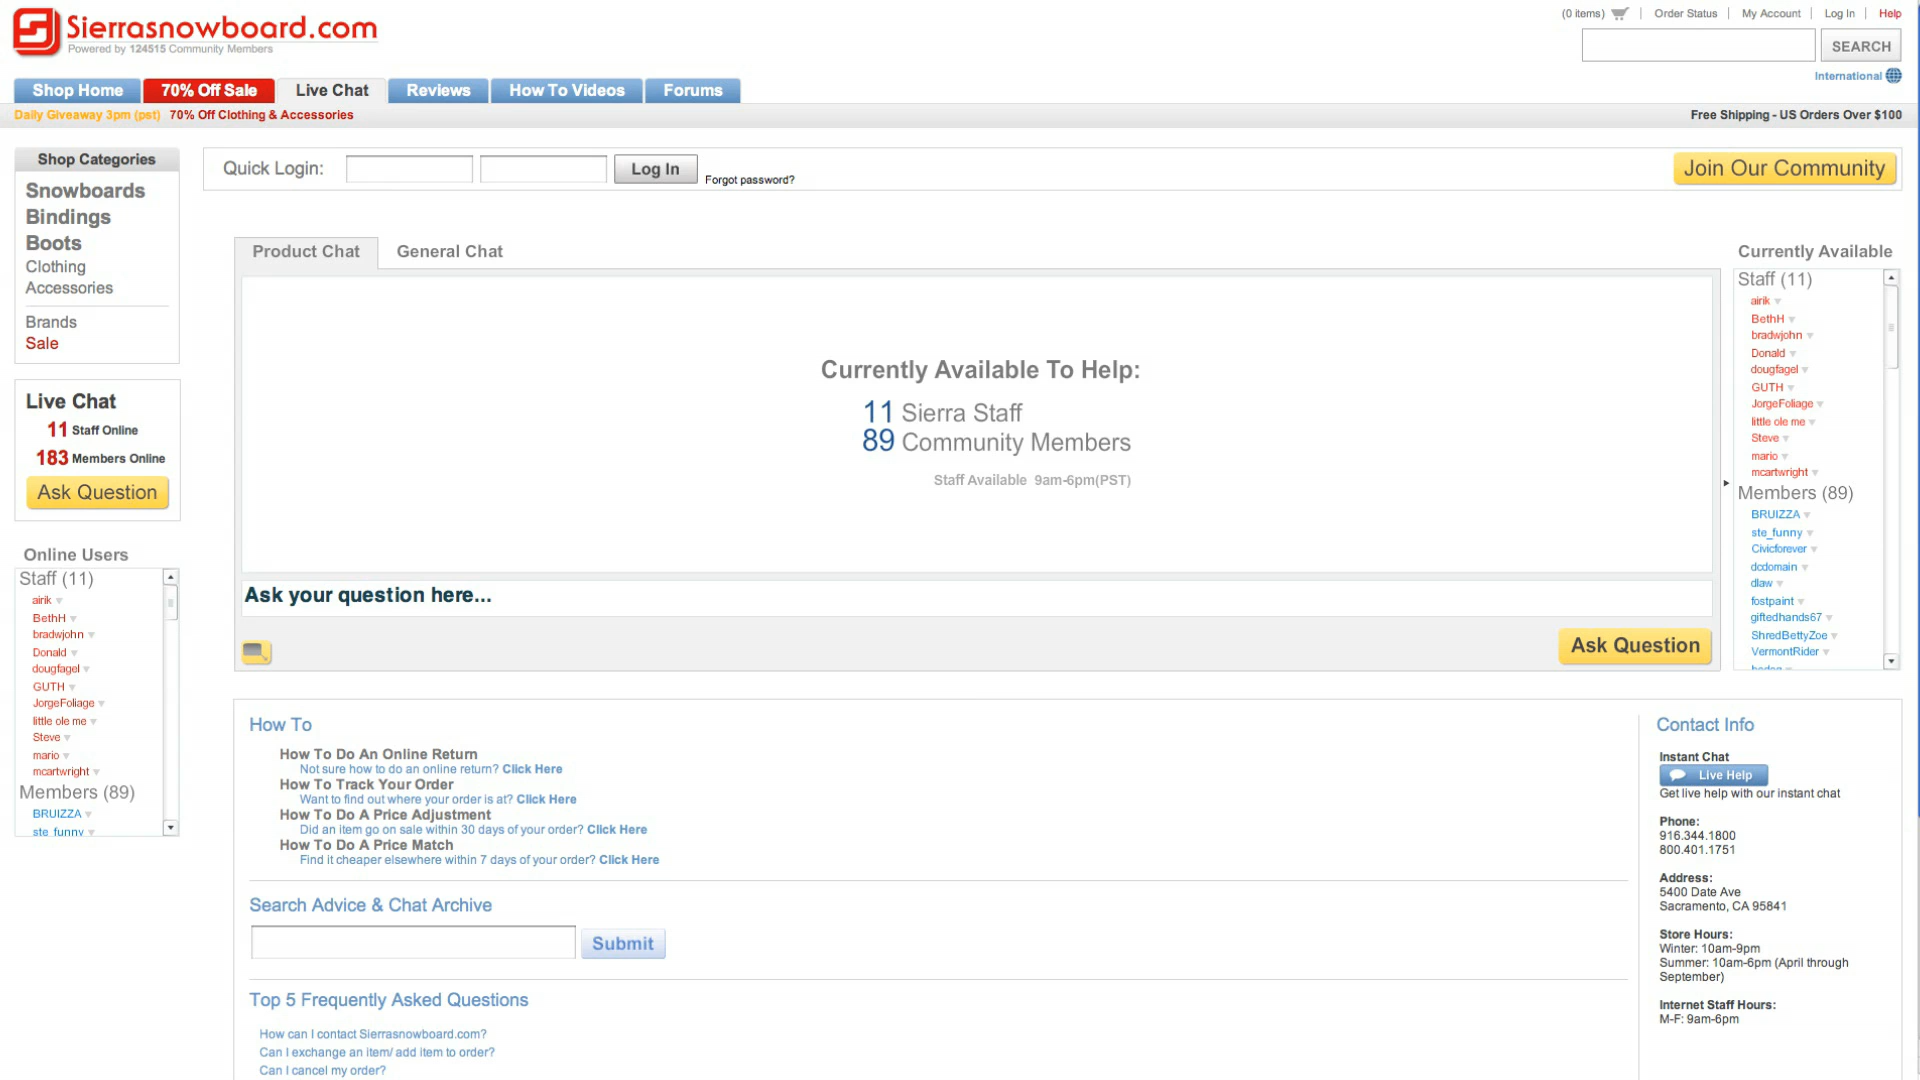 Sierrasnowboard.com
Powered by 124515 Community Members
(0 items) Order Status My Account Log In Help
SEARCH
International
Shop Home 70% Off Sale Live Chat Reviews How To Videos Forums
Daily Giveaway 3pm (pst) 70% Off Clothing & Accessories
Free Shipping - US Orders Over $100
Shop Categories
Snowboards
Bindings
Boots
Clothing
Accessories
Brands
Sale
Live Chat
11 Staff Online
183 Members Online
Ask Question
Online Users
Staff (11)
airik
BethH
bradwjohn
Donald
dougfagel
GUTH
JorgeFoliage
little ole me
Steve
mario
mcartwright
Members (89)
BRUIZZA
ste_funny
Quick Login:
Log In
Forgot password?
Join Our Community
Product Chat General Chat
Currently Available To Help:
11 Sierra Staff
89 Community Members
Staff Available 9am-6pm(PST)
Ask your question here...
Ask Question
Currently Available
Staff (11)
airik
BethH
bradwjohn
Donald
dougfagel
GUTH
JorgeFoliage
little ole me
Steve
mario
mcartwright
Members (89)
BRUIZZA
ste_funny
Civicforever
dcdomain
dlaw
fostpaint
giftedhands67
ShredBettyZoe
VermontRider
How To
How To Do An Online Return
Not sure how to do an online return? Click Here
How To Track Your Order
Want to find out where your order is at? Click Here
How To Do A Price Adjustment
Did an item go on sale within 30 days of your order? Click Here
How To Do A Price Match
Find it cheaper elsewhere within 7 days of your order? Click Here
Search Advice & Chat Archive
Submit
Top 5 Frequently Asked Questions
How can I contact Sierrasnowboard.com?
Can I exchange an item/ add item to order?
Can I cancel my order?
Contact Info
Instant Chat
Live Help
Get live help with our instant chat
Phone:
916.344.1800
800.401.1751
Address:
5400 Date Ave
Sacramento, CA 95841
Store Hours:
Winter: 10am-9pm
Summer: 10am-6pm (April through
September)
Internet Staff Hours:
M-F: 9am-6pm